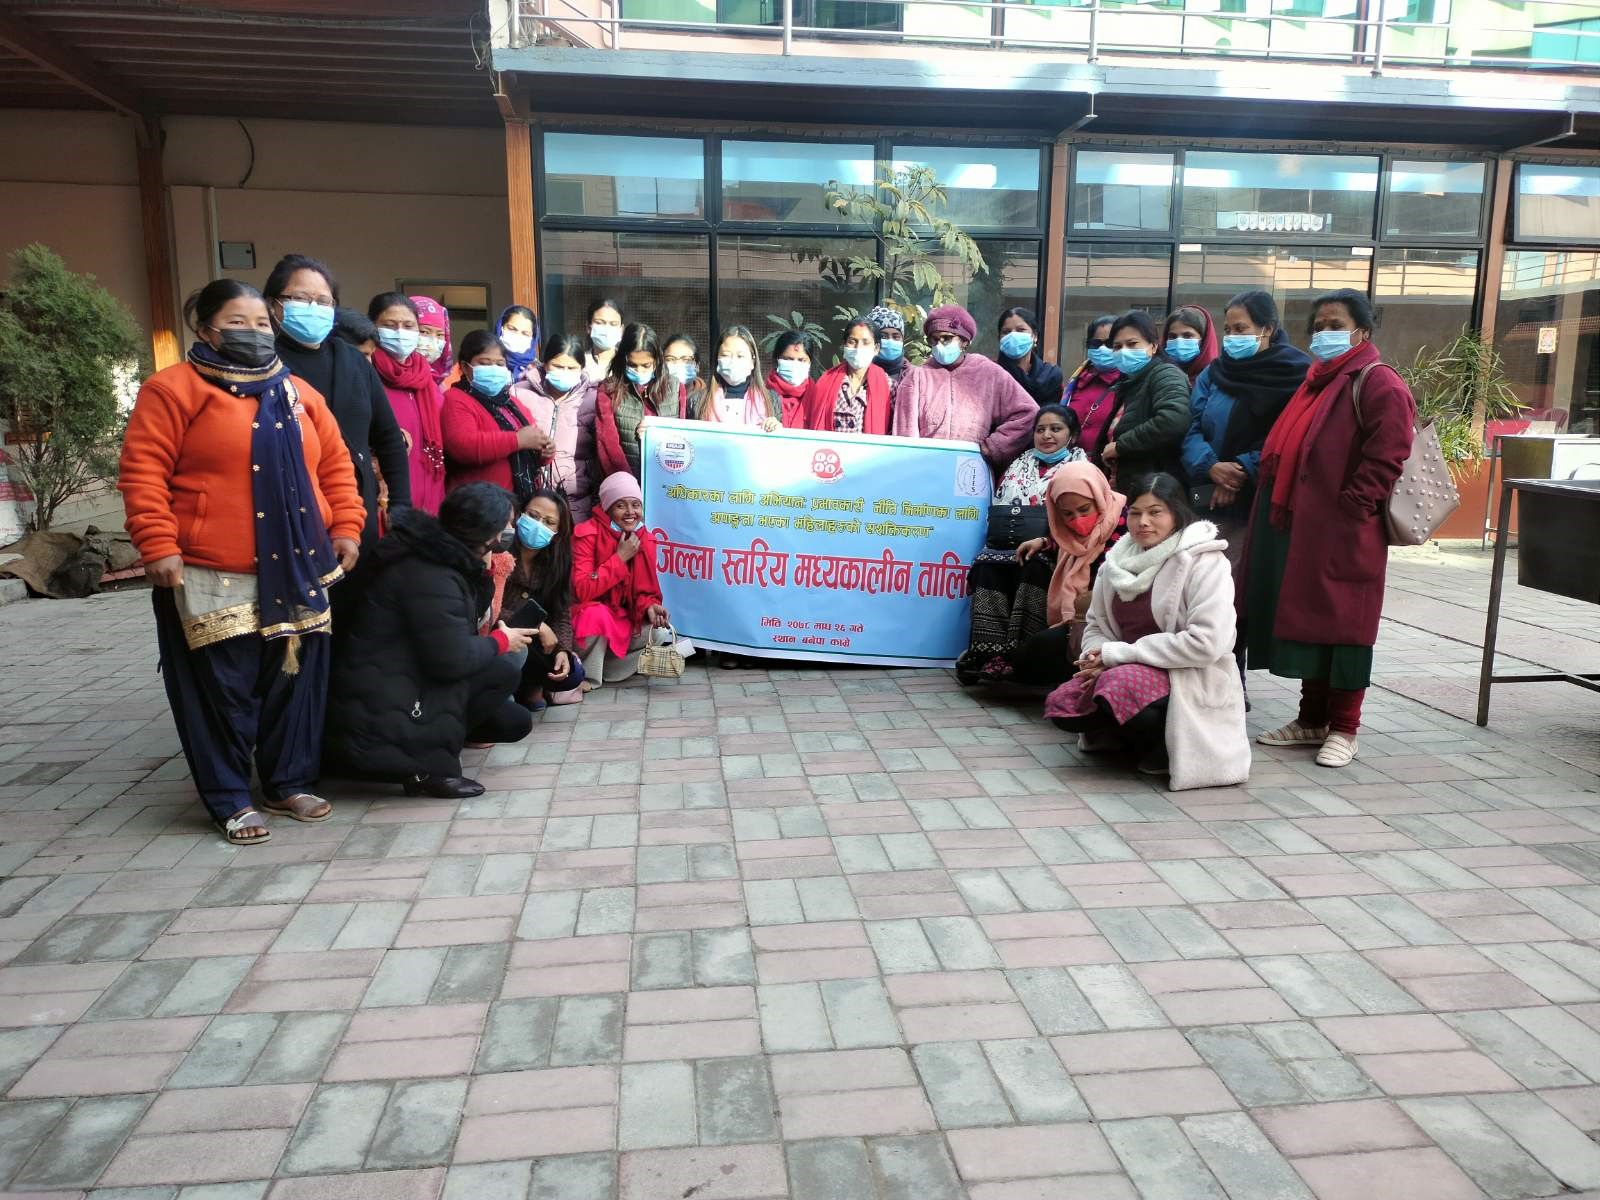 "अधिकारका लागि अभियानः प्रभावकारी नीति निर्माणका लागि
अपाङ्गता भएका महिलाहरुको सशक्तिकरण"
जिल्ला स्तरिय मध्यकालीन तालि
मिति २०७८ माघ २६ गते
स्थान बनेपा काभ्रे